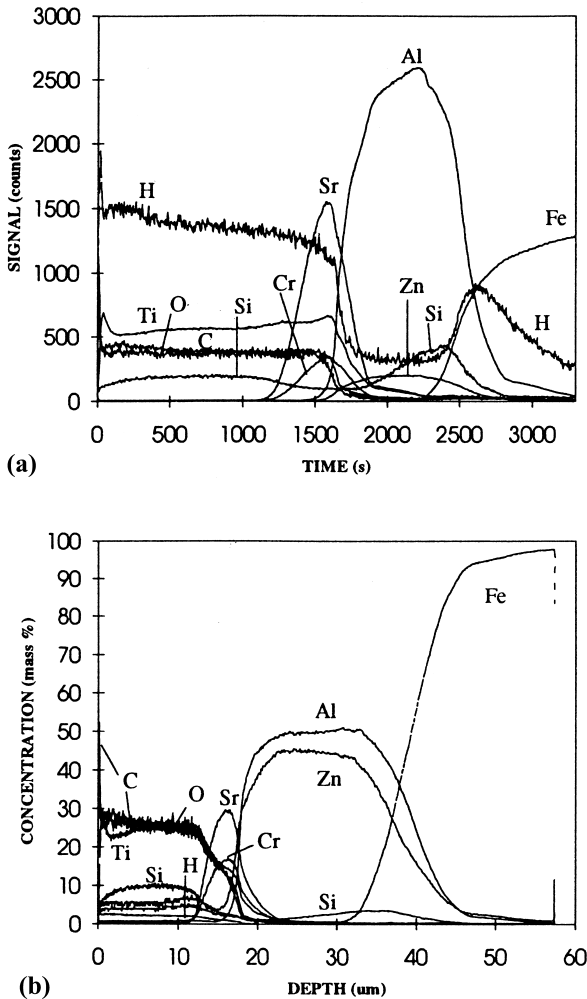 3000
2500
2000
1500
1000
500
0
SIGNAL (counts)
H
Sr
Al
Fe
Cr
Zn
Ti
O
Si
C
Si
H
0
500
1000
1500
2000
2500
3000
TIME (s)
(a)
100
90
80
70
60
50
40
30
20
10
0
CONCENTRATION (mass %)
Fe
Al
Zn
C
O
Sr
Ti
Cr
Si
H
Si
0
10
20
30
40
50
60
DEPTH (um)
(b)